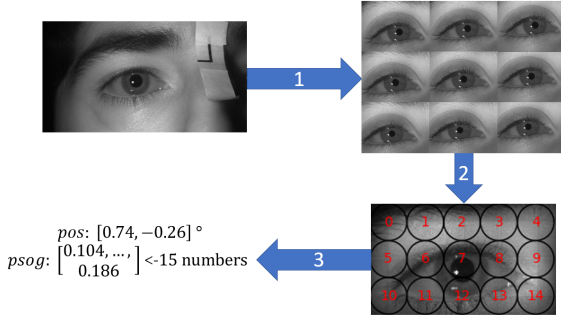 1
2
0 1 2 3 4
5 6 7 8 9
10 11 12 13 14
3
pos: [0.74, −0.26] °
psog: [0.104, … ,
0.186] <-15 numbers